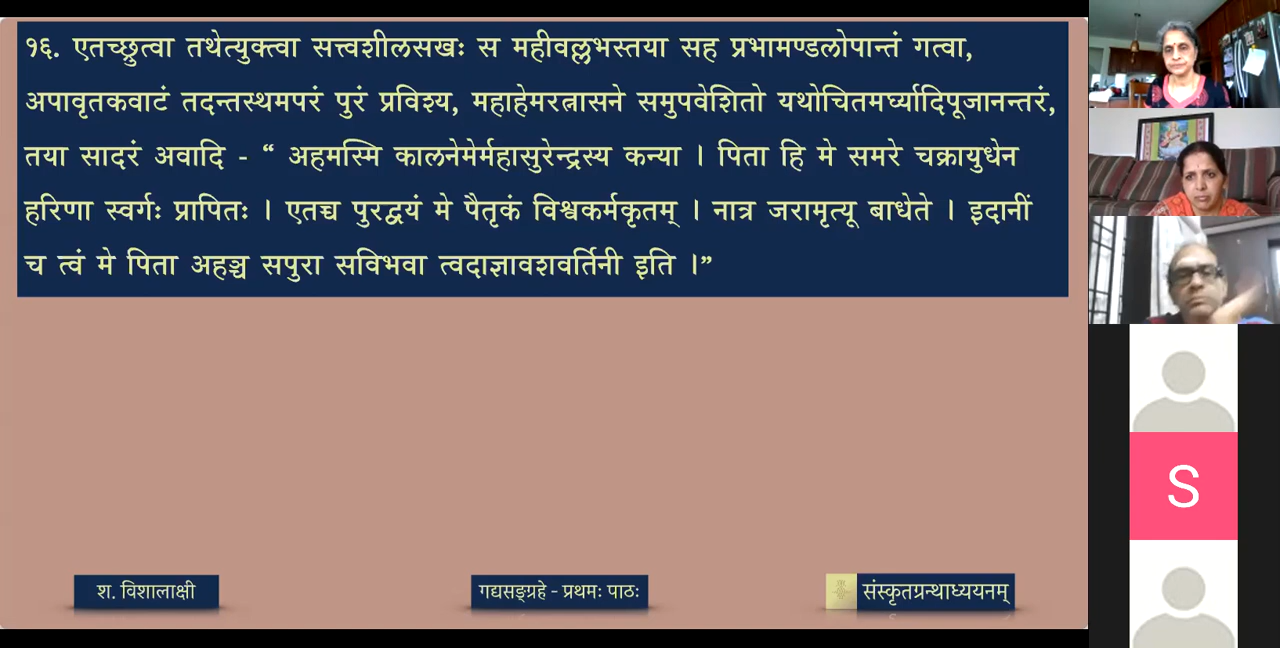 १६. एतच्छ्रुत्वा तथेत्युक्त्वा सत्त्वशीलसखः स महीवल्लभस्तया सह प्रभामण्डलोपान्तं गत्वा,
अपावृतकवाटं तदन्तस्थमपरं पुरं प्रविश्य, महाहेमरत्नासने समुपवेशितो यथोचितमर्घ्यादिपूजानन्तरं,
तया सादरं अवादि - “ अहमस्मि कालनेमेर्महासुरेन्द्रस्य कन्या । पिता हि मे समरे चक्रायुधेन
हरिणा स्वर्गः प्रापितः । एतच्च पुरद्वयं मे पैतृकं विश्वकर्मकृतम् । नात्र जरामृत्यू बाधेते । इदानीं
च त्वं मे पिता अहञ्च सपुरा सविभवा त्वदाज्ञावशवर्तिनी इति ।”
श. विशालाक्षी
गद्यसङ्ग्रहे - प्रथमः पाठः
संस्कृतग्रन्थाध्ययनम्
S